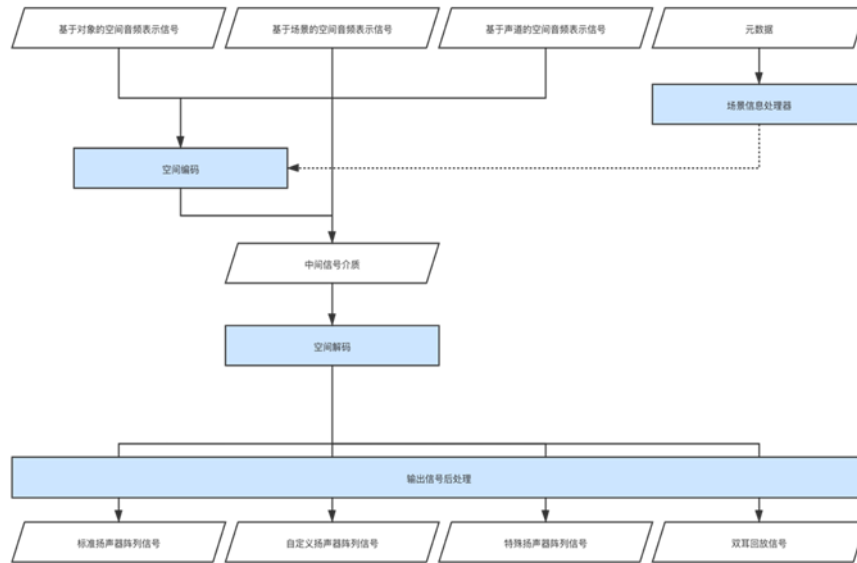 基于对象的空间音频表示信号
基于场景的空间音频表示信号
基于声道的空间音频表示信号
元数据
场景信息处理器
空间编码
中间信号介质
空间解码
输出信号后处理
标准扬声器阵列信号
自定义扬声器阵列信号
特殊扬声器阵列信号
双耳回放信号